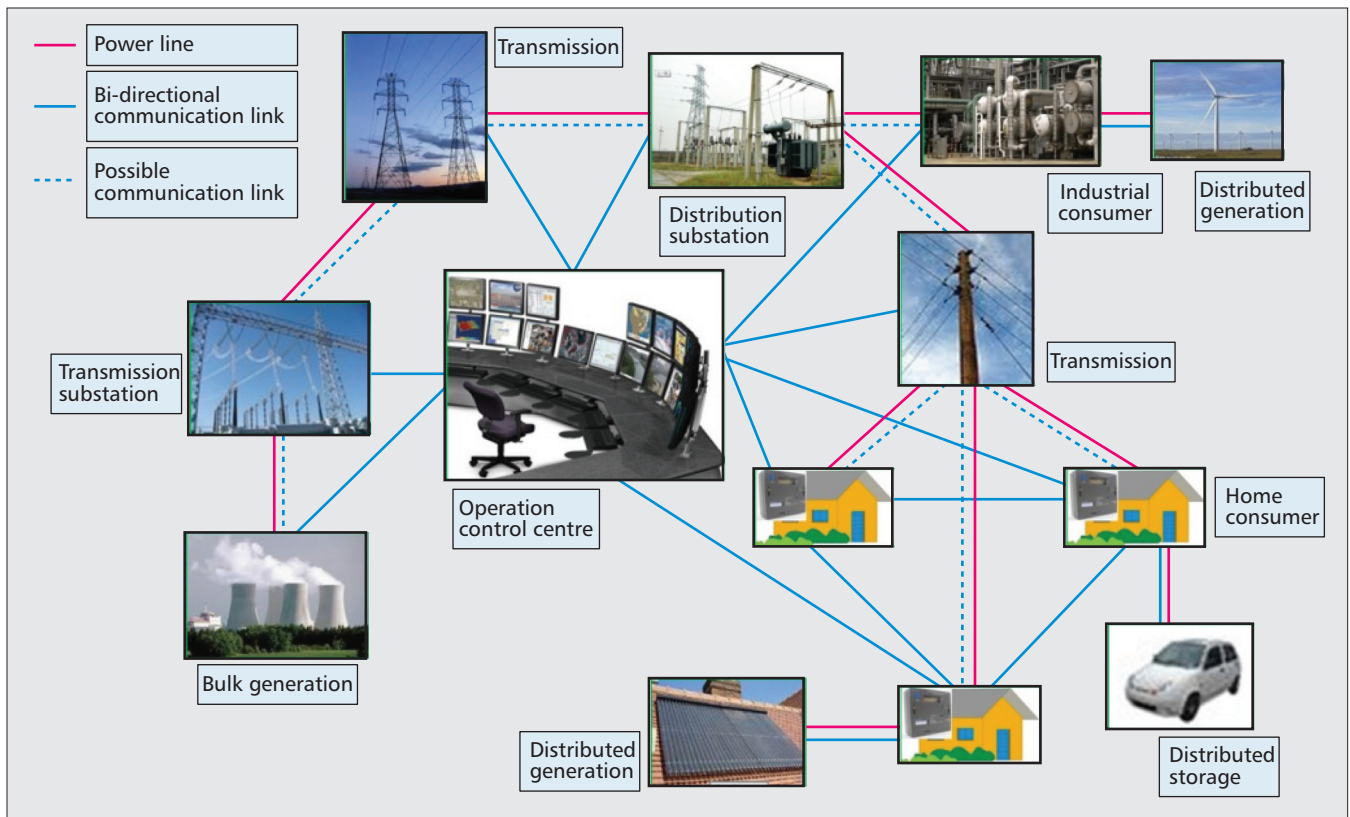 Power line
Bi-directional
communication link
Possible
communication link
Transmission
Distribution
substation
Industrial
consumer
Distributed
generation
Transmission
substation
Operation
control centre
Transmission
Home
consumer
Bulk generation
Distributed
generation
Distributed
storage